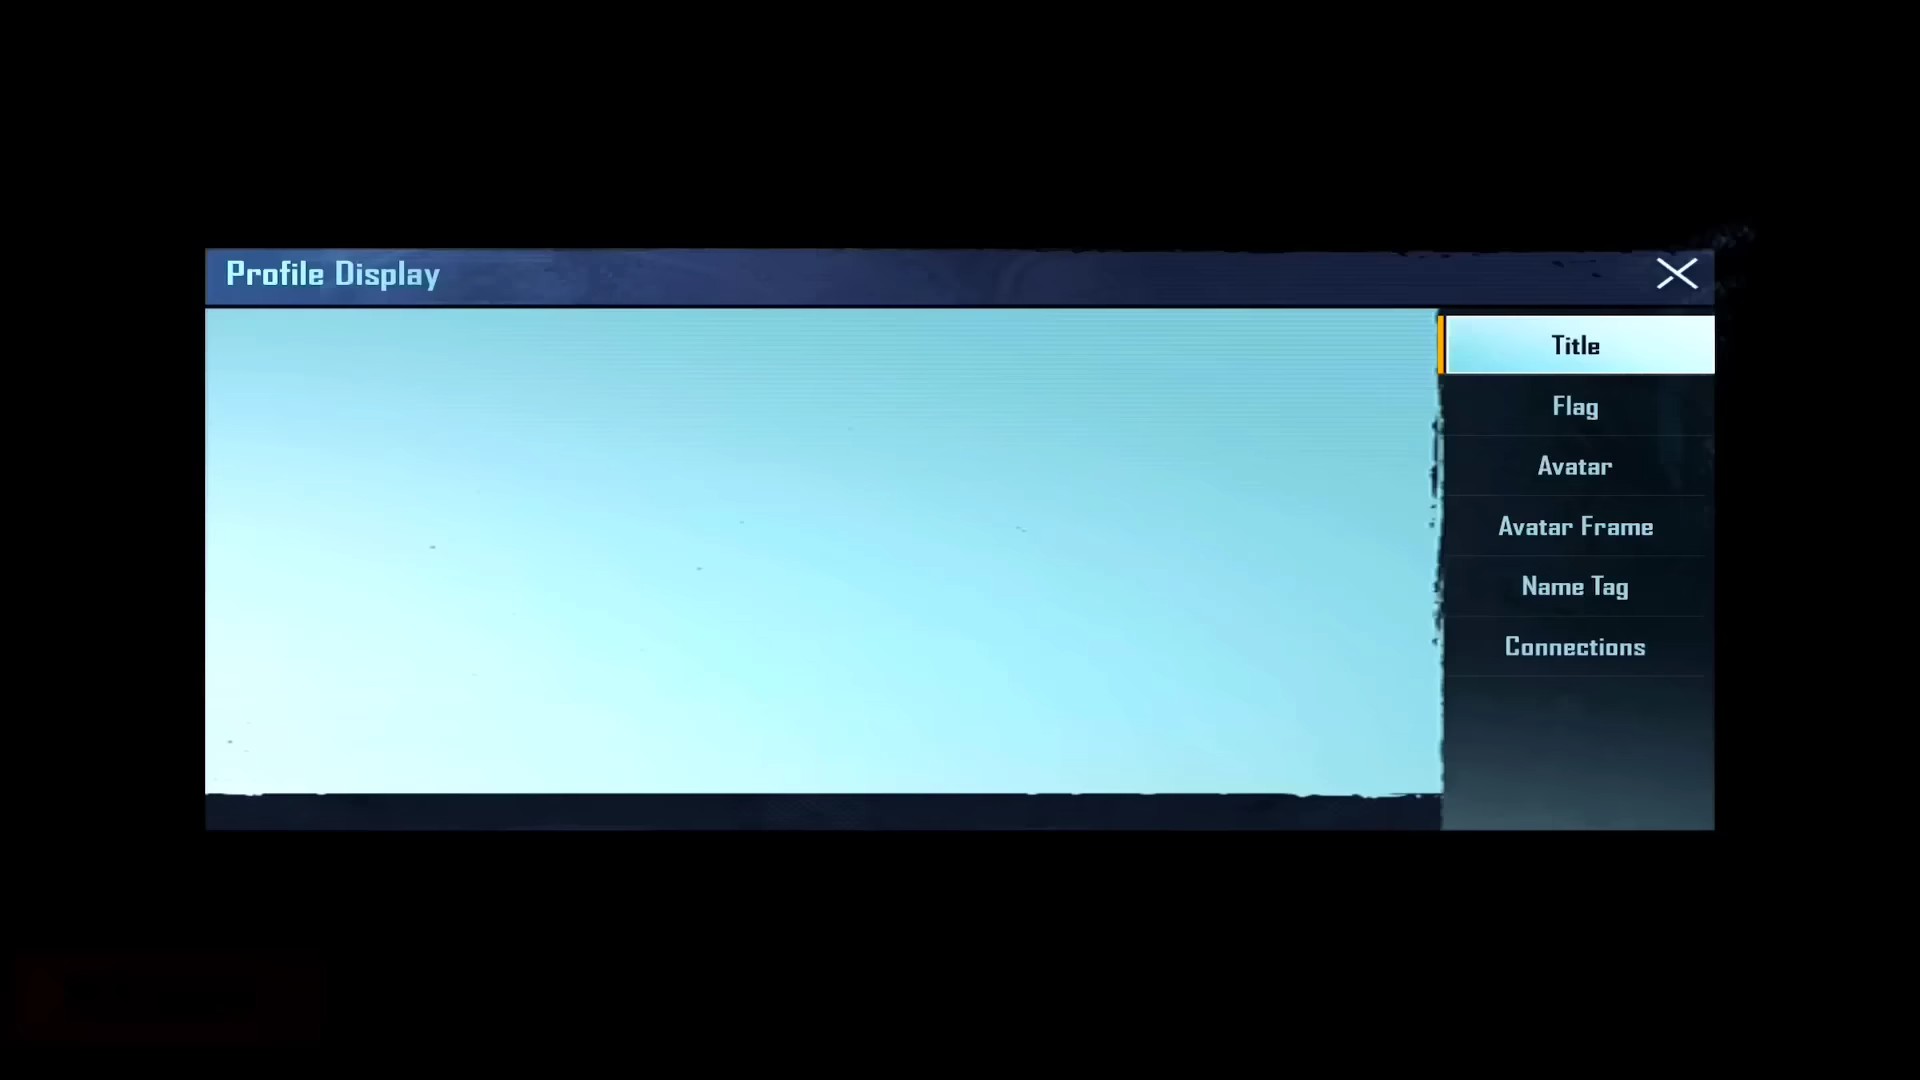 Profile Display
Title
Flag
Avatar
Avatar Frame
Name Tag
Connections